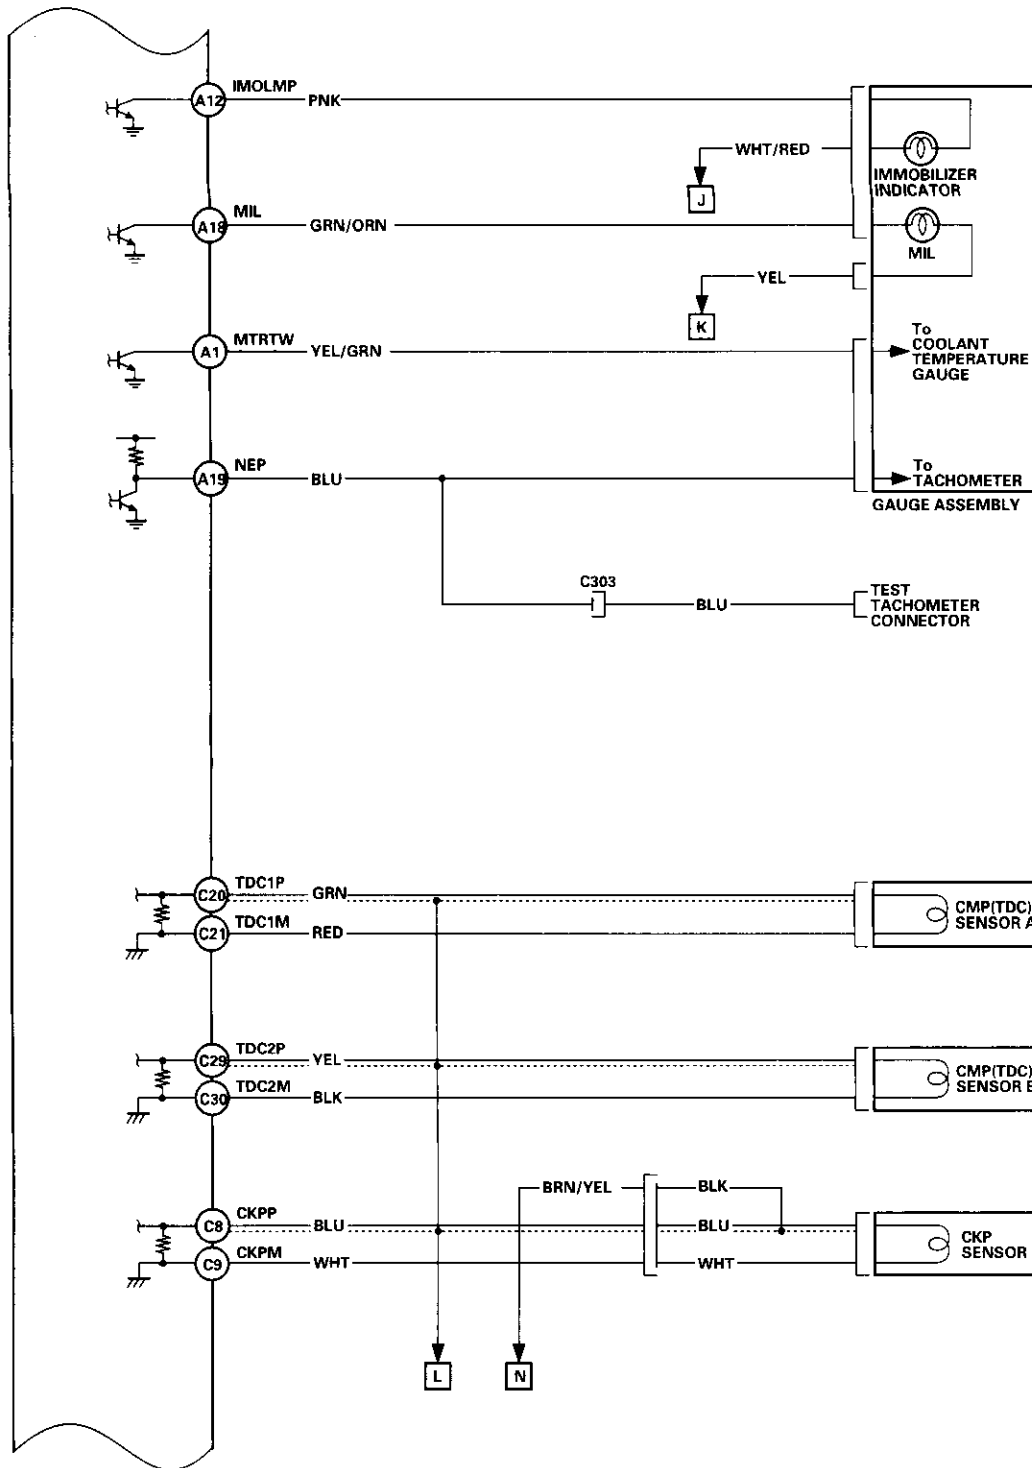 IMOLMP
A12
PNK
WHT/RED
J
IMMOBILIZER
INDICATOR
MIL
A18
GRN/ORN
MIL
YEL
K
MTRTW
A1
YEL/GRN
To
COOLANT
TEMPERATURE
GAUGE
NEP
A19
BLU
To
TACHOMETER
GAUGE ASSEMBLY
C303
BLU
TEST
TACHOMETER
CONNECTOR
TDC1P
C20
GRN
TDC1M
C21
RED
CMP(TDC)
SENSOR A
TDC2P
C29
YEL
TDC2M
C30
BLK
CMP(TDC)
SENSOR
BRN/YEL
BLK
CKPP
C8
BLU
BLU
CKPM
C9
WHT
WHT
CKP
SENSOR
L
N